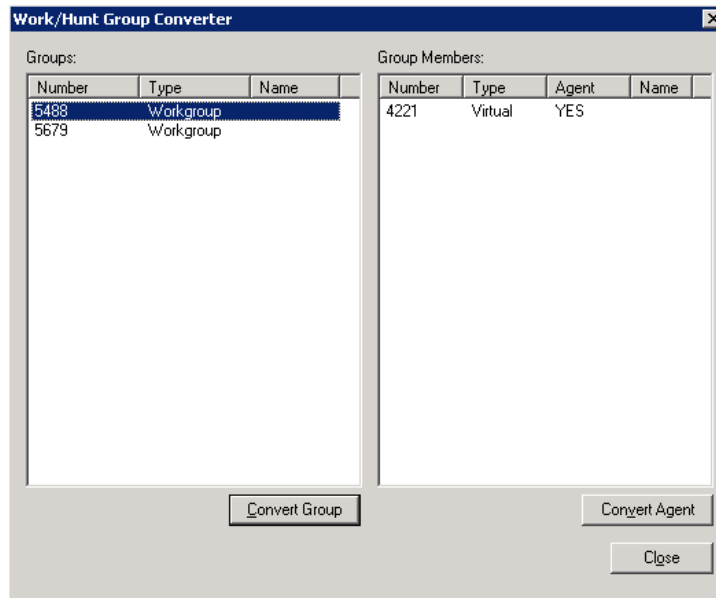 Work/Hunt Group Converter
Groups:
Number Type Name
5488 Workgroup
5679 Workgroup
Convert Group
Group Members:
Number Type Agent Name
4221 Virtual YES
Convert Agent
Close